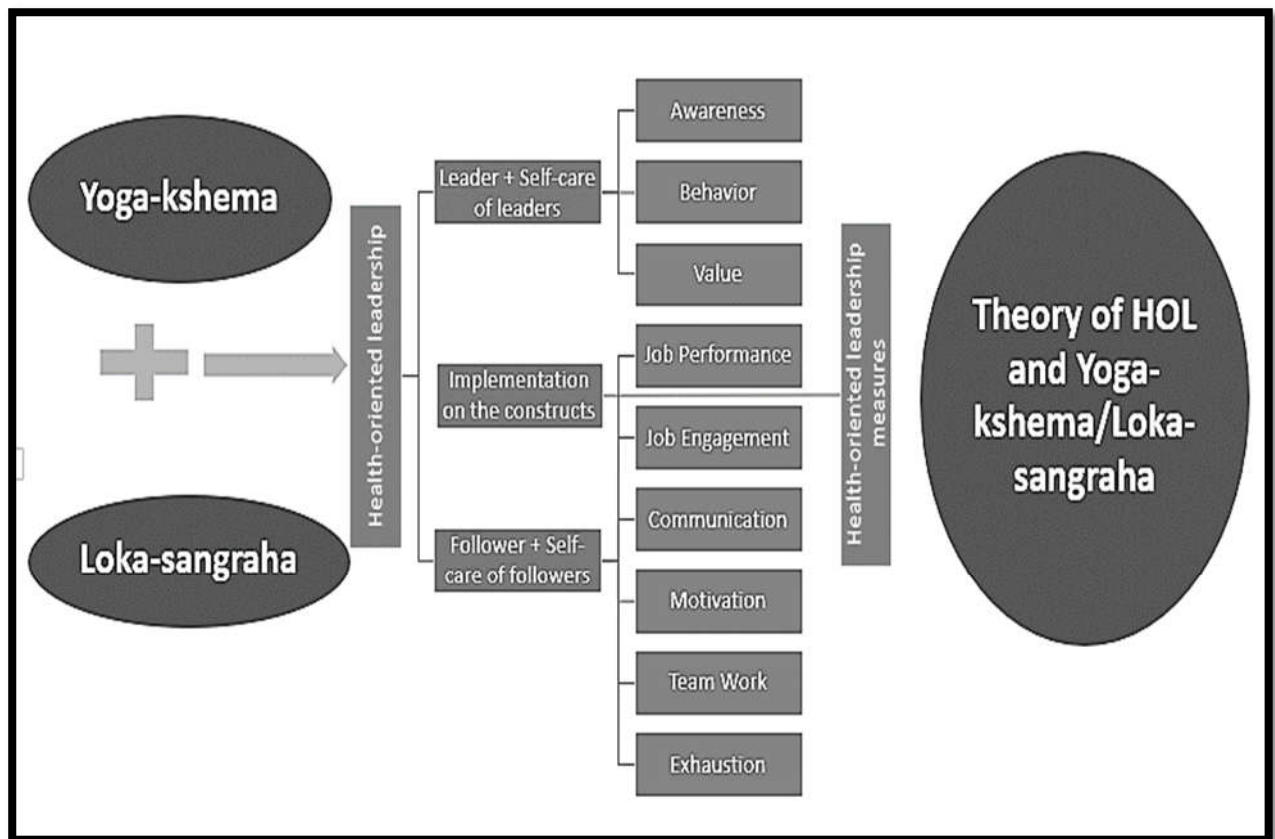 Yoga-kshema
Loka-sangraha
Health-oriented leadership
Leader + Self-care
of leaders
Implementation
on the constructs
Follower + Self-
care of followers
Awareness
Behavior
Value
Job Performance
Job Engagement
Communication
Motivation
Team Work
Exhaustion
Health-oriented leadership
measures
Theory of HOL
and Yoga-
kshema/Loka-
sangraha